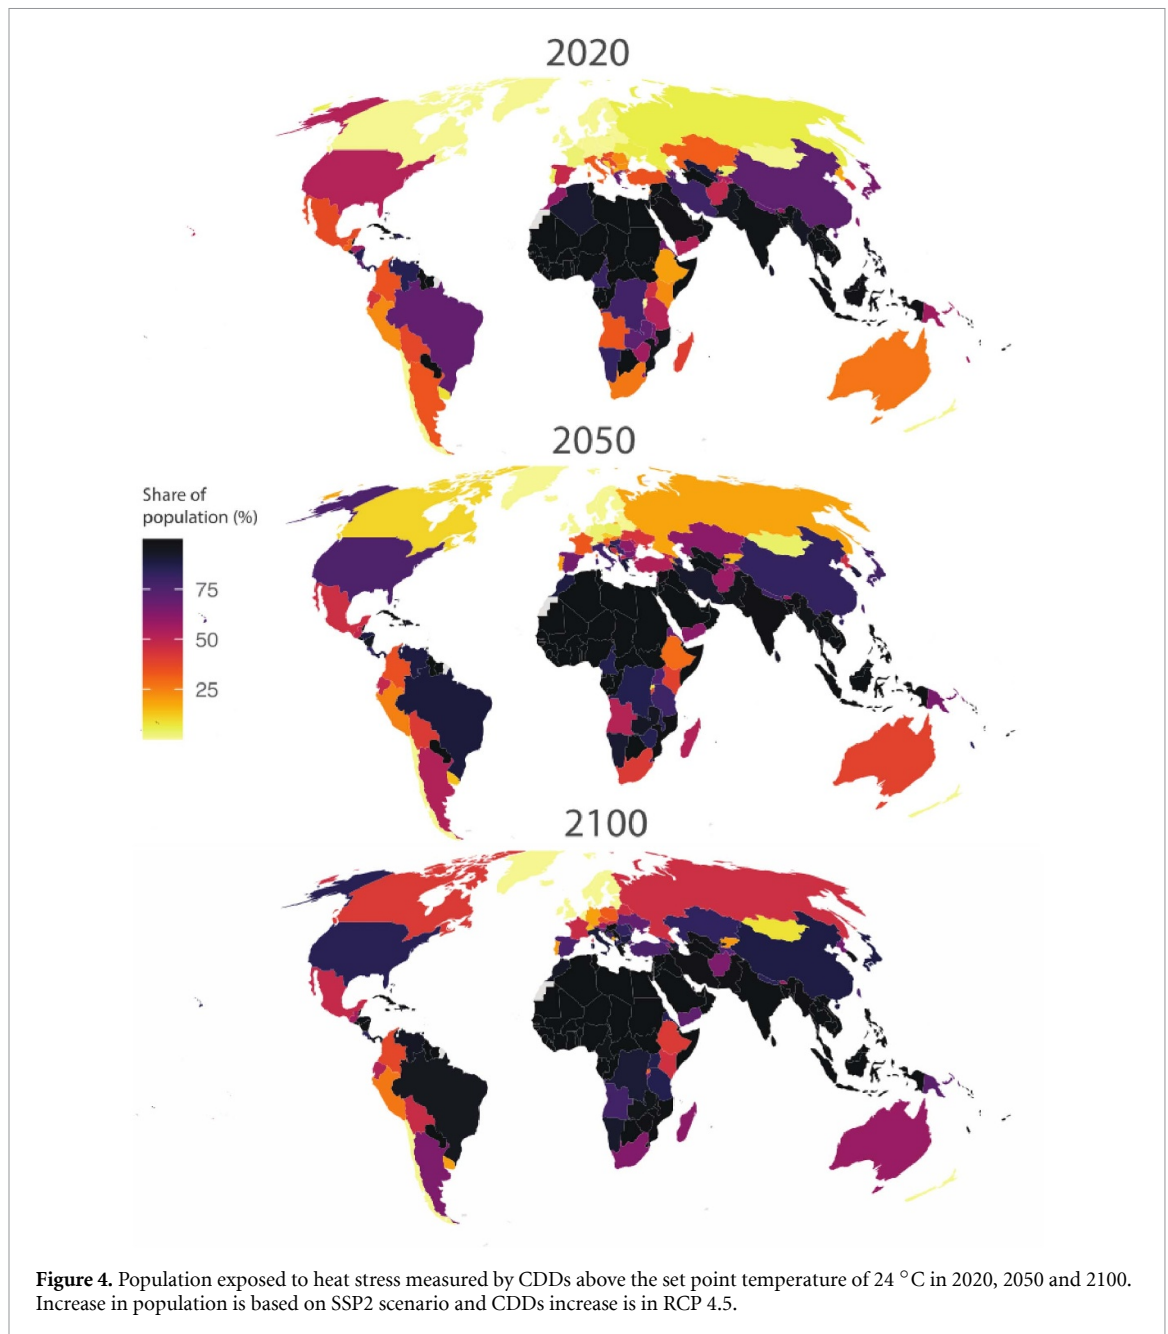 2020
2050
Share of
population (%)
75
50
25
2100
Figure 4. Population exposed to heat stress measured by CDDs above the set point temperature of 24 °C in 2020, 2050 and 2100.
Increase in population is based on SSP2 scenario and CDDs increase is in RCP 4.5.